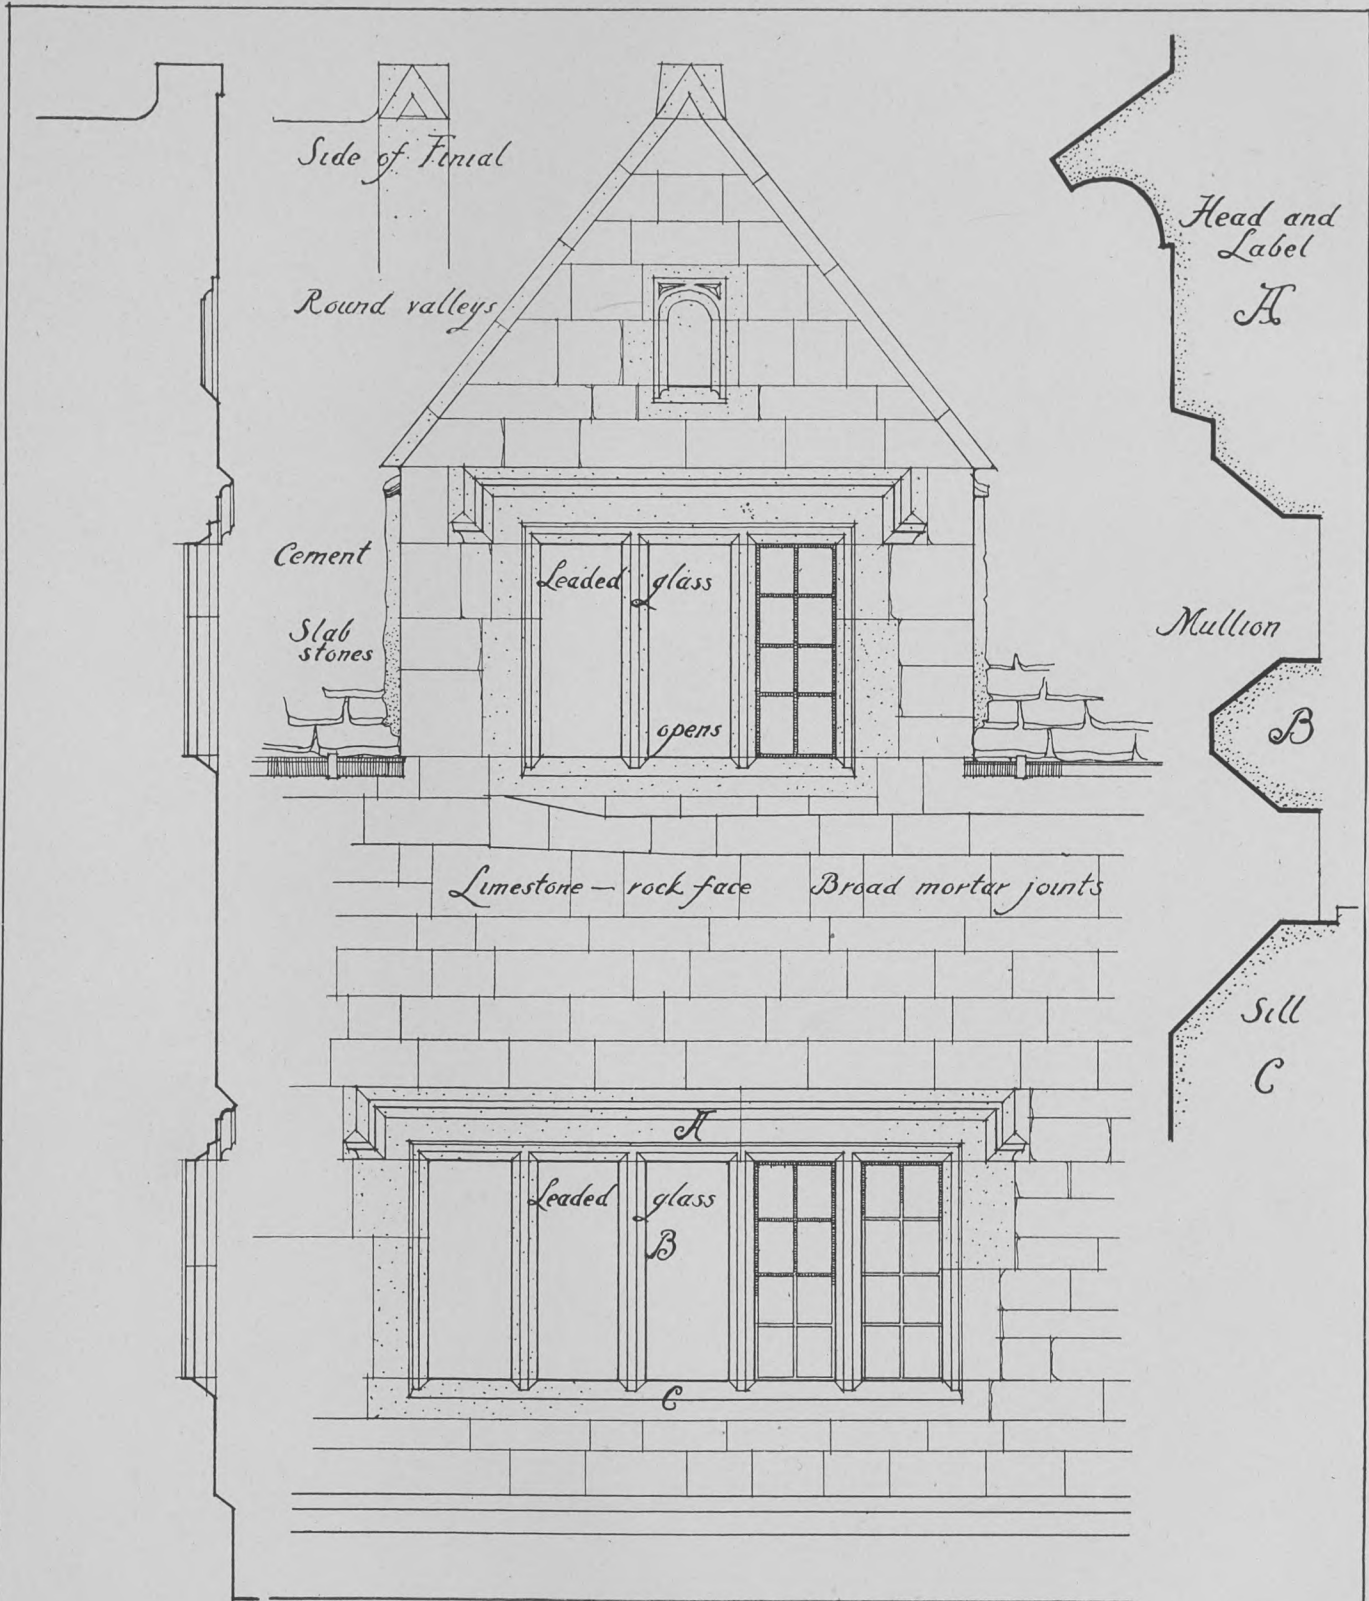 Side of Finial
Head and
Label
A
Round valleys
Cement
Leaded glass
Slab
stones
Mullion
opens
B
Limestone — rock face
Broad mortar joints
Sill
C
A
Leaded glass
B
C